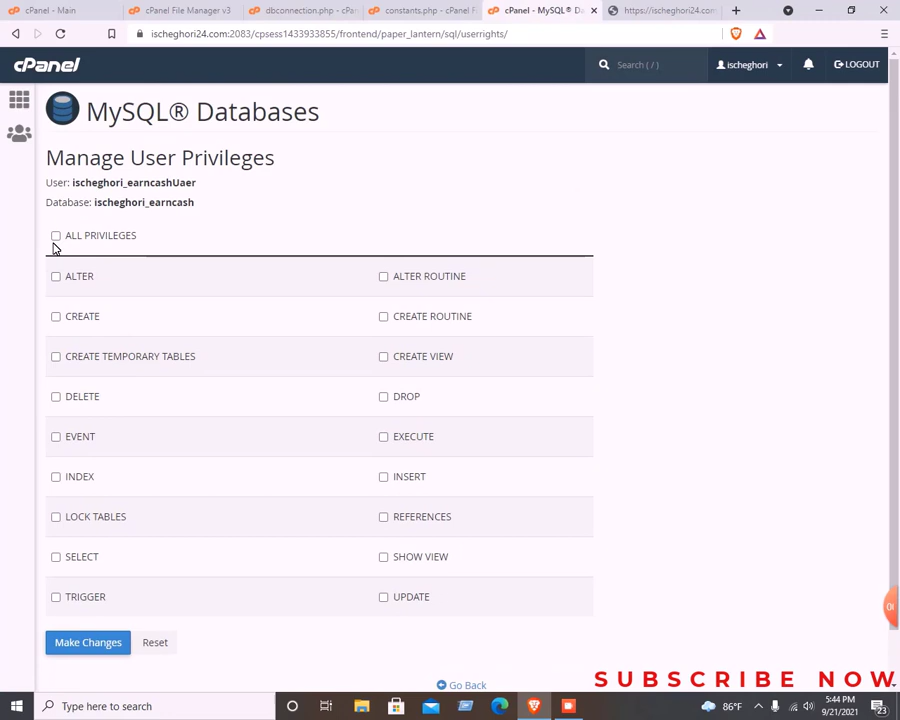 cPanel - Main
cPanel File Manager v3
dbconnection.php - cPan
constants.php - cPanel F
cPanel - MySQL® Da
https://ischeghori24.com
ischeghori24.com:2083/cpsess1433933855/frontend/paper_lantern/sql/userrights/
cPanel
Search ( / )
ischeghori
LOGOUT
MySQL® Databases
Manage User Privileges
User: ischeghori_earncashUaer
Database: ischeghori_earncash
ALL PRIVILEGES
ALTER
ALTER ROUTINE
CREATE
CREATE ROUTINE
CREATE TEMPORARY TABLES
CREATE VIEW
DELETE
DROP
EVENT
EXECUTE
INDEX
INSERT
LOCK TABLES
REFERENCES
SELECT
SHOW VIEW
TRIGGER
UPDATE
Make Changes
Reset
Go Back
SUBSCRIBE NOW
Type here to search
86°F
5:44 PM
9/21/2021
23